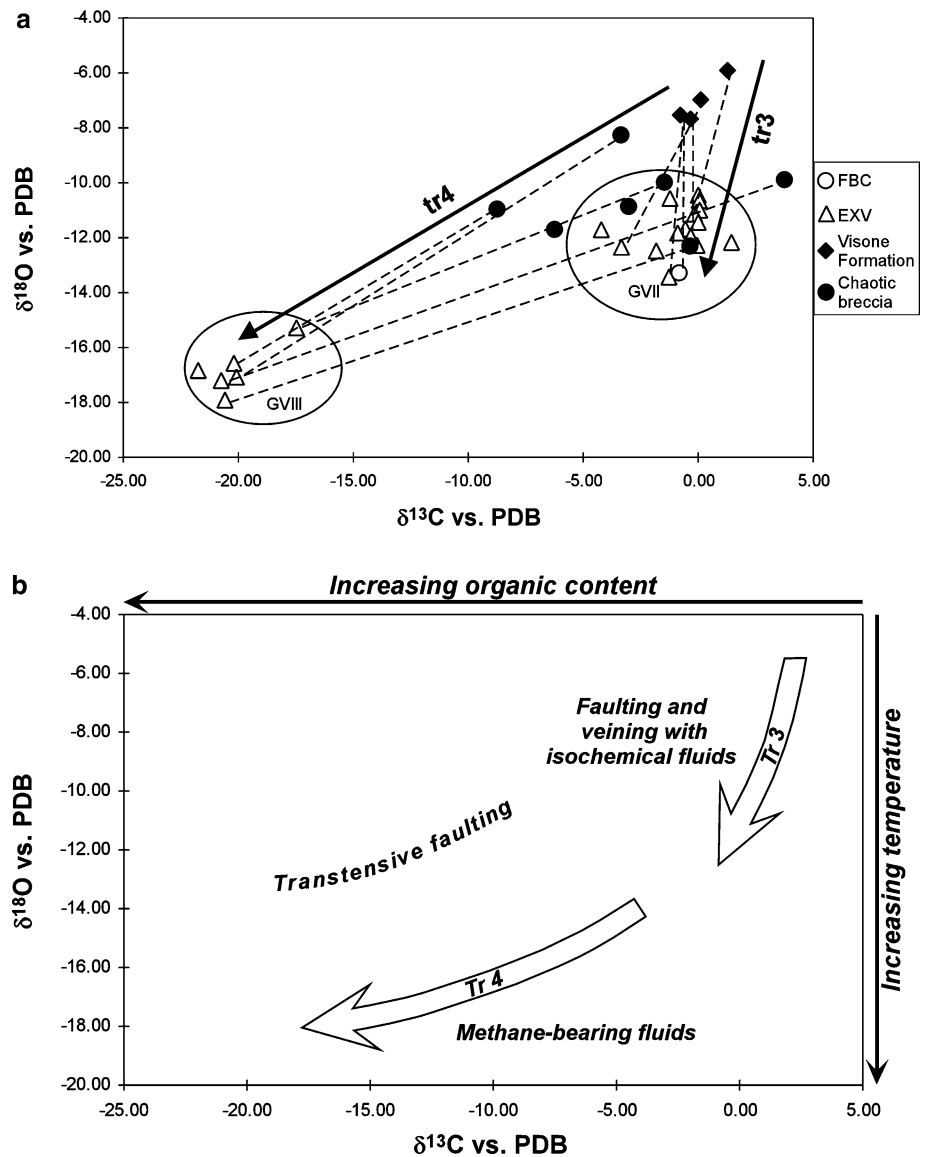 a
-4.00
-6.00
-8.00
-10.00
-12.00
-14.00
-16.00
-18.00
-20.00
-25.00 -20.00 -15.00 -10.00 -5.00 0.00 5.00
δ18O vs. PDB
δ13C vs. PDB
tr4
tr3
GVII
GVIII
FBC
EXV
Visone
Formation
Chaotic
breccia
b
Increasing organic content
-4.00
-6.00
-8.00
-10.00
-12.00
-14.00
-16.00
-18.00
-20.00
-25.00 -20.00 -15.00 -10.00 -5.00 0.00 5.00
δ18O vs. PDB
δ13C vs. PDB
Faulting and
veining with
isochemical fluids
Tr 3
Transtensive faulting
Tr 4
Methane-bearing fluids
Increasing temperature